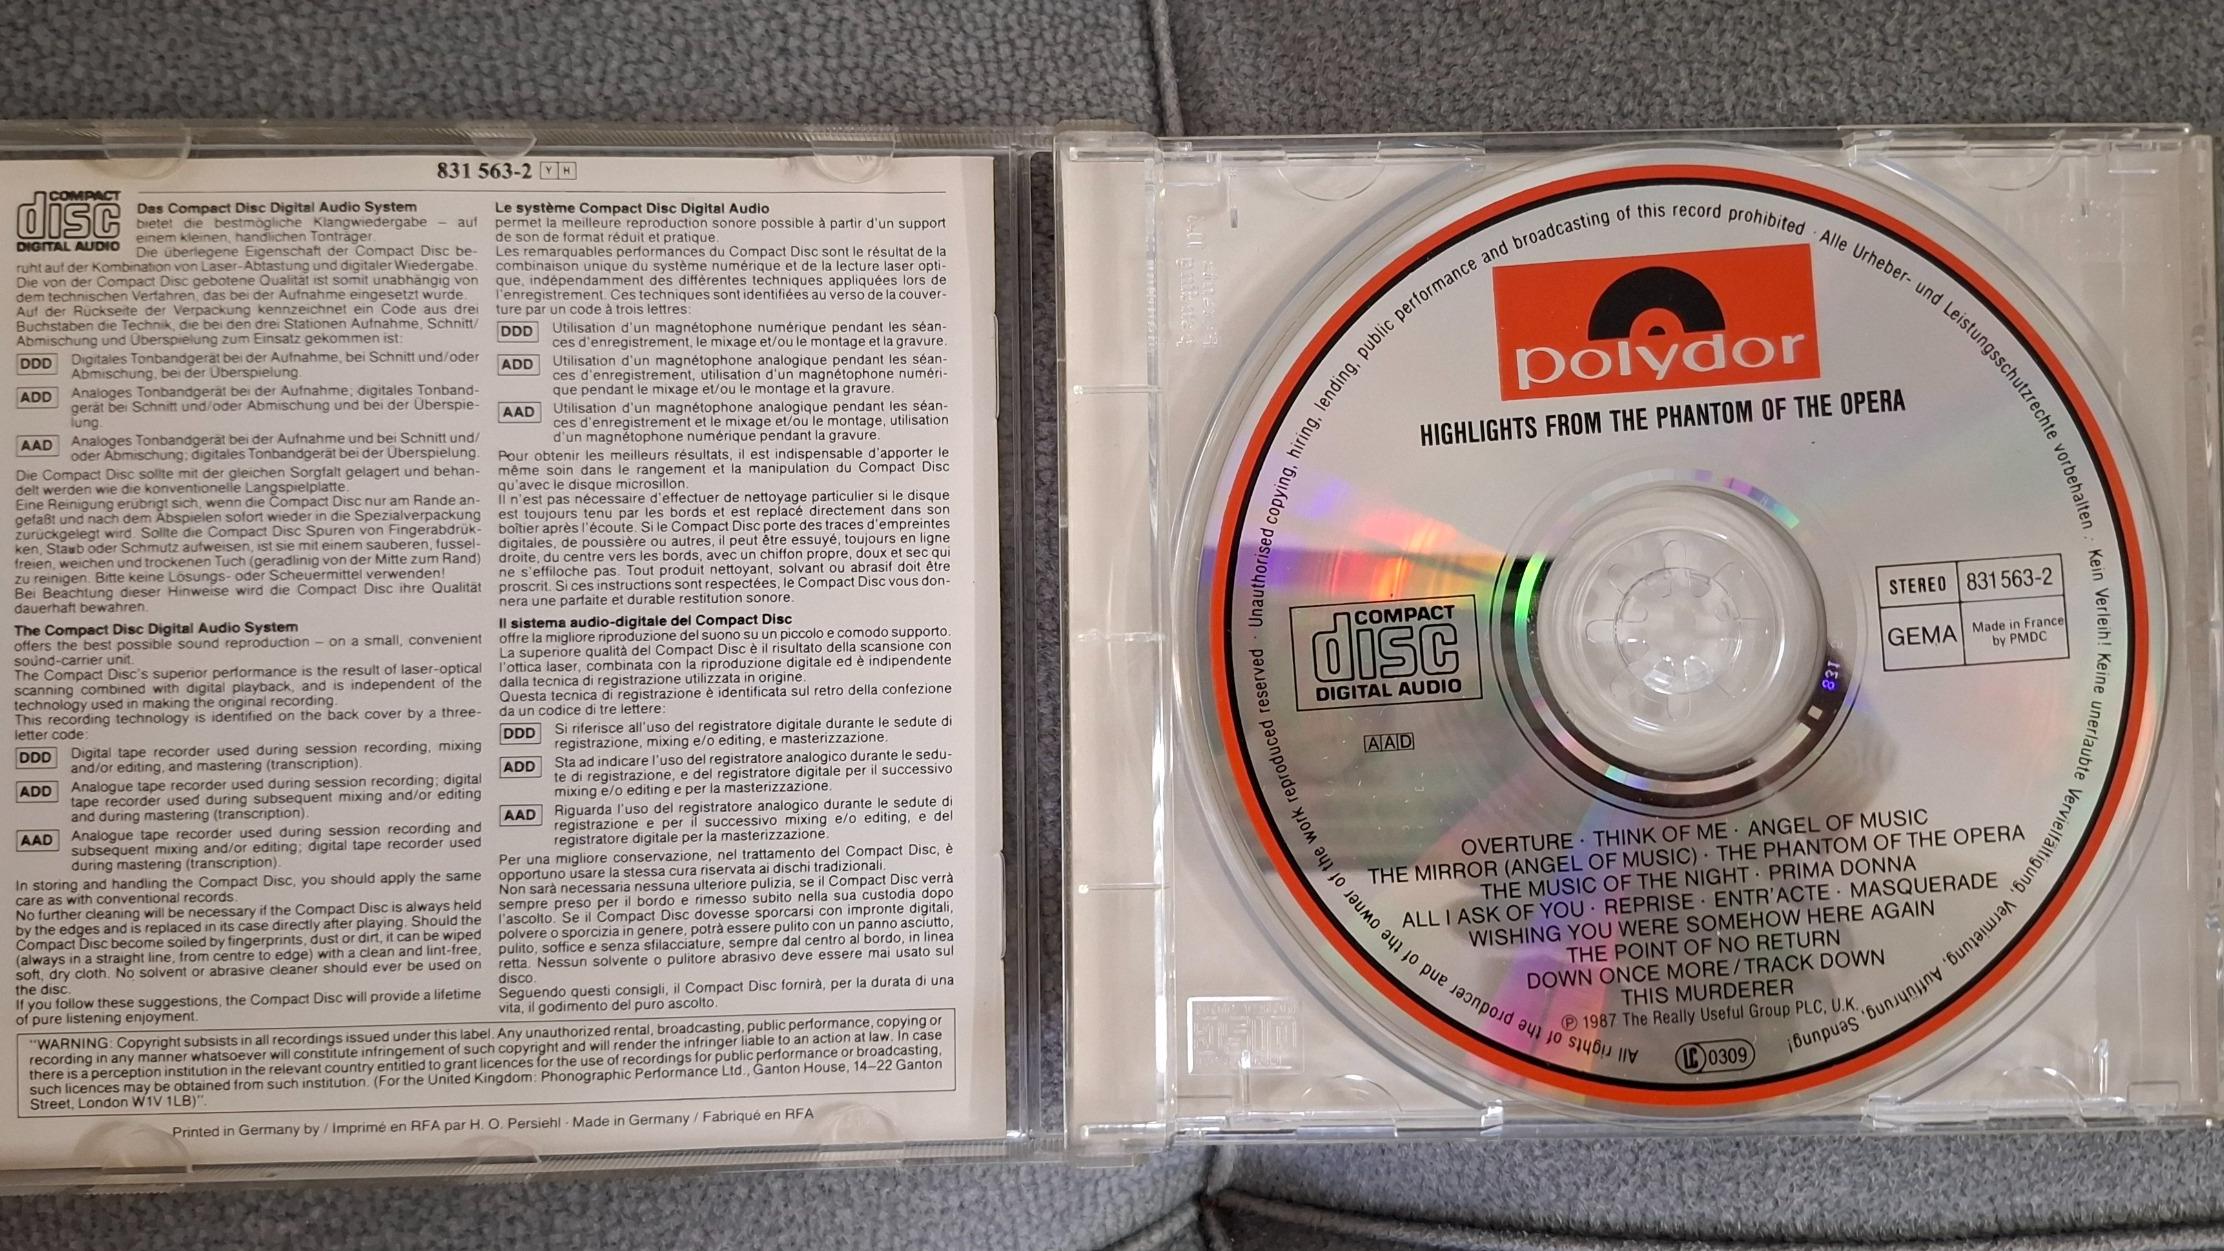 831 563-2 Y H
COMPACT
disc
DIGITAL AUDIO
Das Compact Disc Digital Audio System
bietet die bestmögliche Klangwiedergabe – auf
einem kleinen, handlichen Tonträger.
Die überlegene Eigenschaft der Compact Disc be-
ruht auf der Kombination von Laser-Abtastung und digitaler Wiedergabe.
Die von der Compact Disc gebotene Qualität ist somit unabhängig von
dem technischen Verfahren, das bei der Aufnahme eingesetzt wurde.
Auf der Rückseite der Verpackung kennzeichnet ein Code aus drei
Buchstaben die Technik, die bei den drei Stationen Aufnahme, Schnitt/
Abmischung und Überspielung zum Einsatz gekommen ist:
DDD Digitales Tonbandgerät bei der Aufnahme, bei Schnitt und/oder
Abmischung, bei der Überspielung.
ADD Analoges Tonbandgerät bei der Aufnahme; digitales Tonband-
gerät bei Schnitt und/oder Abmischung und bei der Überspie-
lung.
AAD Analoges Tonbandgerät bei der Aufnahme und bei Schnitt und/
oder Abmischung; digitales Tonbandgerät bei der Überspielung.
Die Compact Disc sollte mit der gleichen Sorgfalt gelagert und behan-
delt werden wie die konventionelle Langspielplatte.
Eine Reinigung erübrigt sich, wenn die Compact Disc nur am Rande an-
gefaßt und nach dem Abspielen sofort wieder in die Spezialverpackung
zurückgelegt wird. Sollte die Compact Disc Spuren von Fingerabdrük-
ken, Staub oder Schmutz aufweisen, ist sie mit einem sauberen, fussel-
freien, weichen und trockenen Tuch (geradlinig von der Mitte zum Rand)
zu reinigen. Bitte keine Lösungs- oder Scheuermittel verwenden!
Bei Beachtung dieser Hinweise wird die Compact Disc ihre Qualität
dauerhaft bewahren.
The Compact Disc Digital Audio System
offers the best possible sound reproduction – on a small, convenient
sound-carrier unit.
The Compact Disc's superior performance is the result of laser-optical
scanning combined with digital playback, and is independent of the
technology used in making the original recording.
This recording technology is identified on the back cover by a three-
letter code:
DDD Digital tape recorder used during session recording, mixing
and/or editing, and mastering (transcription).
ADD Analogue tape recorder used during session recording; digital
tape recorder used during subsequent mixing and/or editing
and during mastering (transcription).
AAD Analogue tape recorder used during session recording and
subsequent mixing and/or editing; digital tape recorder used
during mastering (transcription).
In storing and handling the Compact Disc, you should apply the same
care as with conventional records.
No further cleaning will be necessary if the Compact Disc is always held
by the edges and is replaced in its case directly after playing. Should the
Compact Disc become soiled by fingerprints, dust or dirt, it can be wiped
(always in a straight line, from centre to edge) with a clean and lint-free,
soft, dry cloth. No solvent or abrasive cleaner should ever be used on
the disc.
If you follow these suggestions, the Compact Disc will provide a lifetime
of pure listening enjoyment.
Le système Compact Disc Digital Audio
permet la meilleure reproduction sonore possible à partir d'un support
de son de format réduit et pratique.
Les remarquables performances du Compact Disc sont le résultat de la
combinaison unique du système numérique et de la lecture laser opti-
que, indépendamment des différentes techniques appliquées lors de
l'enregistrement. Ces techniques sont identifiées au verso de la couver-
ture par un code à trois lettres:
DDD Utilisation d'un magnétophone numérique pendant les séan-
ces d'enregistrement, le mixage et/ou le montage et la gravure.
ADD Utilisation d'un magnétophone analogique pendant les séan-
ces d'enregistrement, utilisation d'un magnétophone numéri-
que pendant le mixage et/ou le montage et la gravure.
AAD Utilisation d'un magnétophone analogique pendant les séan-
ces d'enregistrement et le mixage et/ou le montage, utilisation
d'un magnétophone numérique pendant la gravure.
Pour obtenir les meilleurs résultats, il est indispensable d'apporter le
même soin dans le rangement et la manipulation du Compact Disc
qu'avec le disque microsillon.
Il n'est pas nécessaire d'effectuer de nettoyage particulier si le disque
est toujours tenu par les bords et est replacé directement dans son
boîtier après l'écoute. Si le Compact Disc porte des traces d'empreintes
digitales, de poussière ou autres, il peut être essuyé, toujours en ligne
droite, du centre vers les bords, avec un chiffon propre, doux et sec qui
ne s'effiloche pas. Tout produit nettoyant, solvant ou abrasif doit être
proscrit. Si ces instructions sont respectées, le Compact Disc vous don-
nera une parfaite et durable restitution sonore.
Il sistema audio-digitale del Compact Disc
offre la migliore riproduzione del suono su un piccolo e comodo supporto.
La superiore qualità del Compact Disc è il risultato della scansione con
l'ottica laser, combinata con la riproduzione digitale ed è indipendente
dalla tecnica di registrazione utilizzata in origine.
Questa tecnica di registrazione è identificata sul retro della confezione
da un codice di tre lettere:
DDD Si riferisce all'uso del registratore digitale durante le sedute di
registrazione, mixing e/o editing, e masterizzazione.
ADD Sta ad indicare l'uso del registratore analogico durante le sedu-
te di registrazione, e del registratore digitale per il successivo
mixing e/o editing e per la masterizzazione.
AAD Riguarda l'uso del registratore analogico durante le sedute di
registrazione e per il successivo mixing e/o editing, e del
registratore digitale per la masterizzazione.
Per una migliore conservazione, nel trattamento del Compact Disc, è
opportuno usare la stessa cura riservata ai dischi tradizionali.
Non sarà necessaria nessuna ulteriore pulizia, se il Compact Disc verrà
sempre preso per il bordo e rimesso subito nella sua custodia dopo
l'ascolto. Se il Compact Disc dovesse sporcarsi con impronte digitali,
polvere o sporcizia in genere, potrà essere pulito con un panno asciutto,
pulito, soffice e senza sfilacciature, sempre dal centro al bordo, in linea
retta. Nessun solvente o pulitore abrasivo deve essere mai usato sul
disco.
Seguendo questi consigli, il Compact Disc fornirà, per la durata di una
vita, il godimento del puro ascolto.
"WARNING: Copyright subsists in all recordings issued under this label. Any unauthorized rental, broadcasting, public performance, copying or
recording in any manner whatsoever will constitute infringement of such copyright and will render the infringer liable to an action at law. In case
there is a perception institution in the relevant country entitled to grant licences for the use of recordings for public performance or broadcasting,
such licences may be obtained from such institution. (For the United Kingdom: Phonographic Performance Ltd., Ganton House, 14–22 Ganton
Street, London W1V 1LB)".
Printed in Germany by / Imprimé en RFA par H. O. Persiehl · Made in Germany / Fabriqué en RFA
All rights of the producer and of the owner of the work reproduced reserved · Unauthorised copying, hiring, lending, public performance and broadcasting of this record prohibited · Alle Urheber- und Leistungsschutzrechte vorbehalten · Kein Verleih! Keine unerlaubte Vervielfältigung, Vermietung, Aufführung, Sendung!
polydor
HIGHLIGHTS FROM THE PHANTOM OF THE OPERA
STEREO 831 563-2
GEMA Made in France
by PMDC
COMPACT
disc
DIGITAL AUDIO
AAD
OVERTURE · THINK OF ME · ANGEL OF MUSIC
THE MIRROR (ANGEL OF MUSIC) · THE PHANTOM OF THE OPERA
THE MUSIC OF THE NIGHT · PRIMA DONNA
ALL I ASK OF YOU · REPRISE · ENTR'ACTE · MASQUERADE
WISHING YOU WERE SOMEHOW HERE AGAIN
THE POINT OF NO RETURN
DOWN ONCE MORE / TRACK DOWN
THIS MURDERER
℗ 1987 The Really Useful Group PLC, U.K.
LC 0309